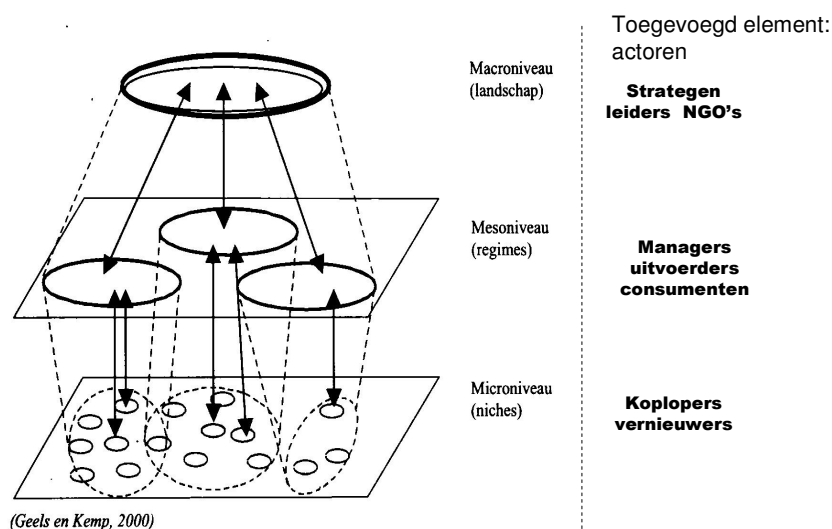 Toegevoegd element:
actoren
Macroniveau
(landschap)
Strategen
leiders NGO's
Mesoniveau
(regimes)
Managers
uitvoerders
consumenten
Microniveau
(niches)
Koplopers
vernieuwers
(Geels en Kemp, 2000)